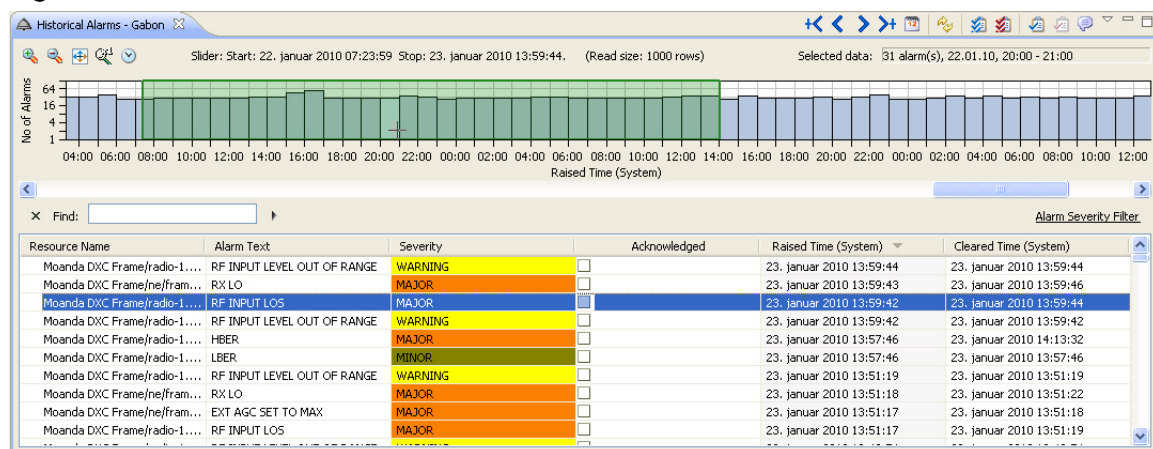 Historical Alarms - Gabon
Slider: Start: 22. januar 2010 07:23:59 Stop: 23. januar 2010 13:59:44. (Read size: 1000 rows) Selected data: 31 alarm(s), 22.01.10, 20:00 - 21:00
No of Alarms
64
16
4
1
04:00 06:00 08:00 10:00 12:00 14:00 16:00 18:00 20:00 22:00 00:00 02:00 04:00 06:00 08:00 10:00 12:00 14:00 16:00 18:00 20:00 22:00 00:00 02:00 04:00 06:00 08:00 10:00 12:00
Raised Time (System)
Find: Alarm Severity Filter
Resource Name Alarm Text Severity Acknowledged Raised Time (System) Cleared Time (System)
Moanda DXC Frame/radio-1.... RF INPUT LEVEL OUT OF RANGE WARNING 23. januar 2010 13:59:44 23. januar 2010 13:59:44
Moanda DXC Frame/ne/fram... RX LO MAJOR 23. januar 2010 13:59:43 23. januar 2010 13:59:46
Moanda DXC Frame/radio-1.... RF INPUT LOS MAJOR 23. januar 2010 13:59:42 23. januar 2010 13:59:44
Moanda DXC Frame/radio-1.... RF INPUT LEVEL OUT OF RANGE WARNING 23. januar 2010 13:59:42 23. januar 2010 13:59:42
Moanda DXC Frame/radio-1.... HBER MAJOR 23. januar 2010 13:57:46 23. januar 2010 14:13:32
Moanda DXC Frame/radio-1.... LBER MINOR 23. januar 2010 13:57:46 23. januar 2010 13:57:46
Moanda DXC Frame/radio-1.... RF INPUT LEVEL OUT OF RANGE WARNING 23. januar 2010 13:51:19 23. januar 2010 13:51:19
Moanda DXC Frame/ne/fram... RX LO MAJOR 23. januar 2010 13:51:18 23. januar 2010 13:51:22
Moanda DXC Frame/radio-1.... EXT AGC SET TO MAX MAJOR 23. januar 2010 13:51:17 23. januar 2010 13:51:18
Moanda DXC Frame/radio-1.... RF INPUT LOS MAJOR 23. januar 2010 13:51:17 23. januar 2010 13:51:19